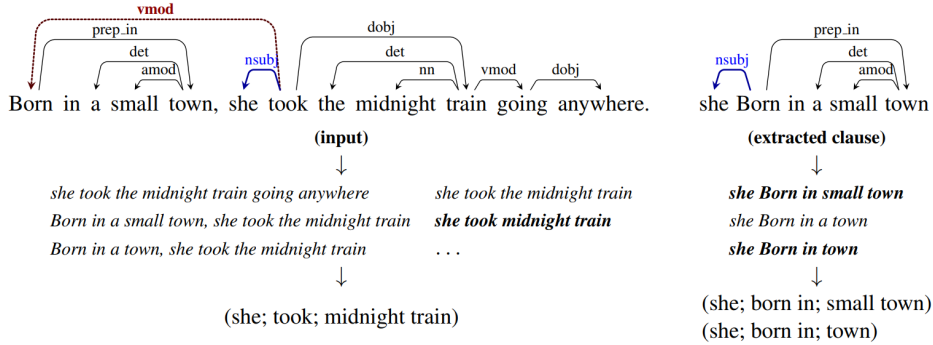 vmod
prep_in
dobj
prep_in
det
nsubj
det
nsubj
det
amod
nn
vmod
dobj
amod
Born in a small town, she took the midnight train going anywhere.
she Born in a small town
(input)
(extracted clause)
she took the midnight train going anywhere
she took the midnight train
she Born in small town
Born in a small town, she took the midnight train
she took midnight train
she Born in a town
Born in a town, she took the midnight train
. . .
she Born in town
(she; took; midnight train)
(she; born in; small town)
(she; born in; town)